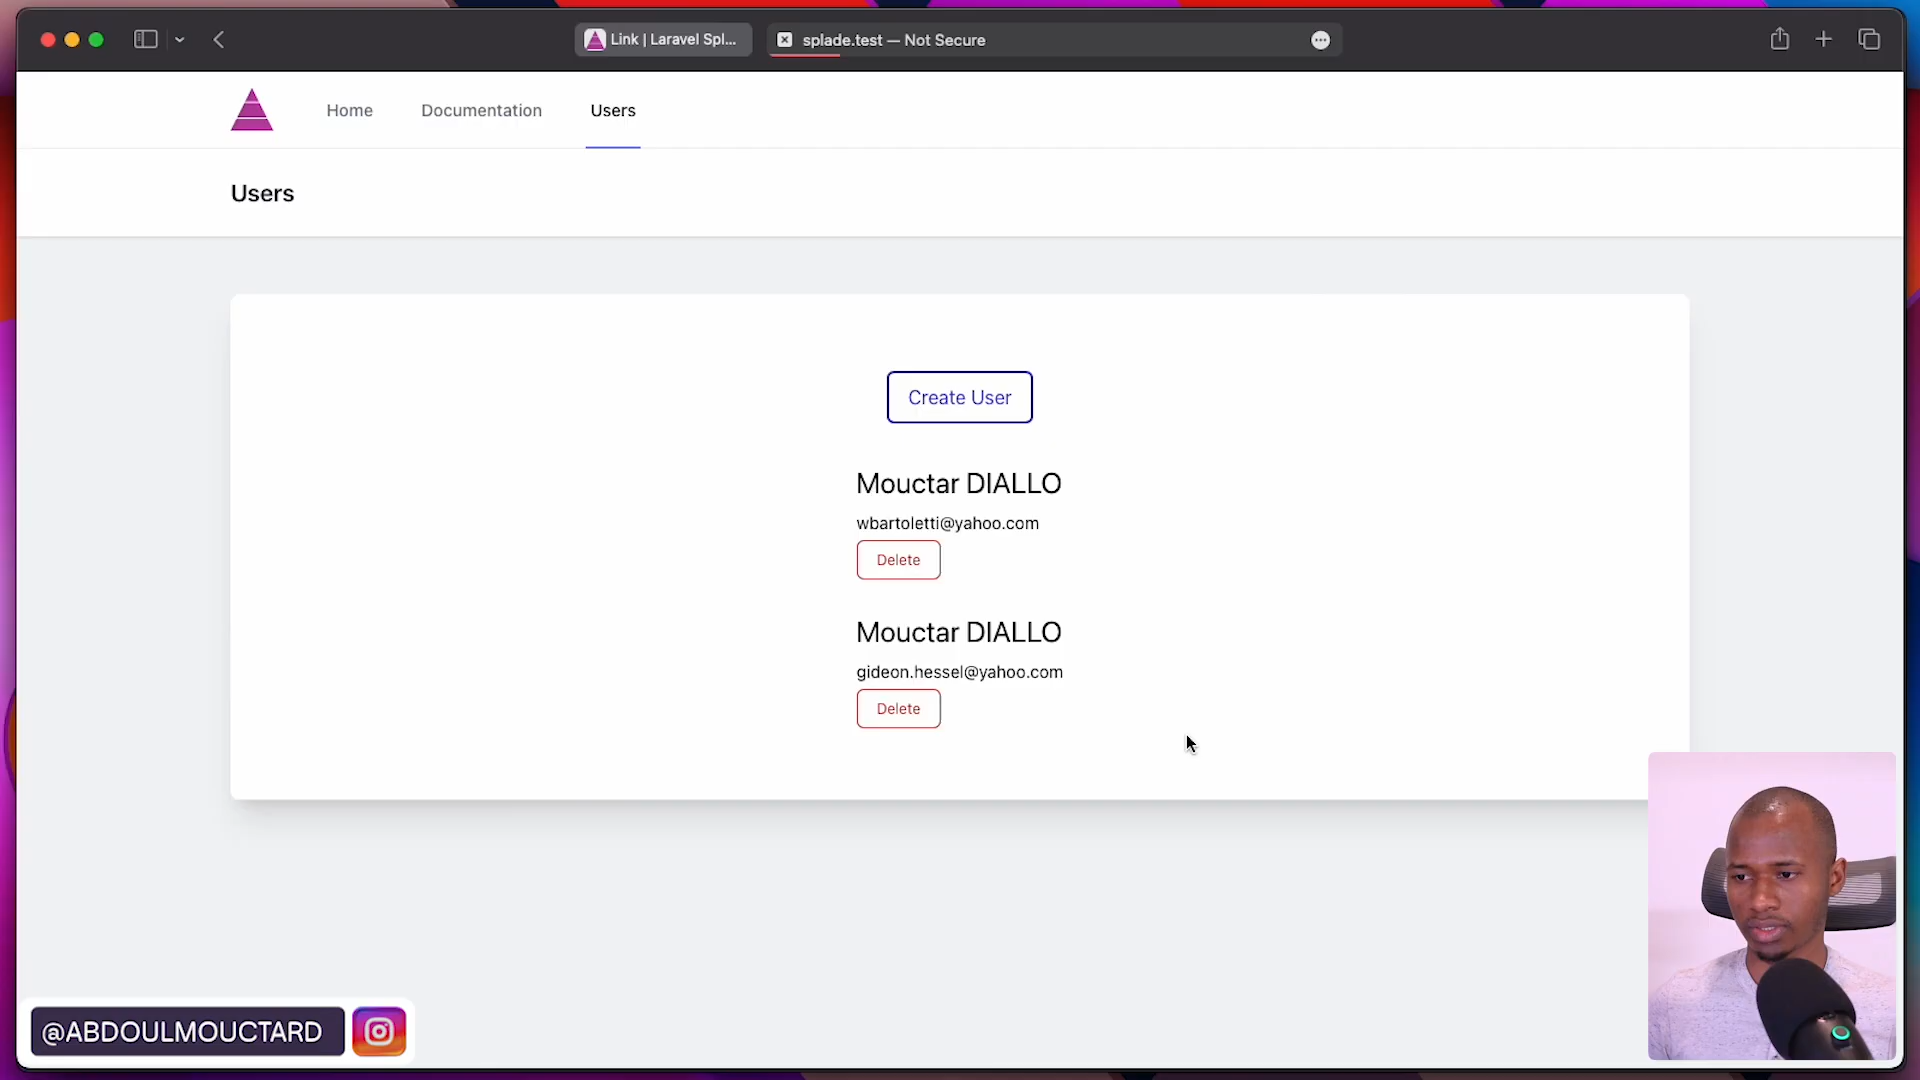 Link | Laravel Spl...
splade.test — Not Secure
Home
Documentation
Users
Users
Create User
Mouctar DIALLO
wbartoletti@yahoo.com
Delete
Mouctar DIALLO
gideon.hessel@yahoo.com
Delete
@ABDOULMOUCTARD